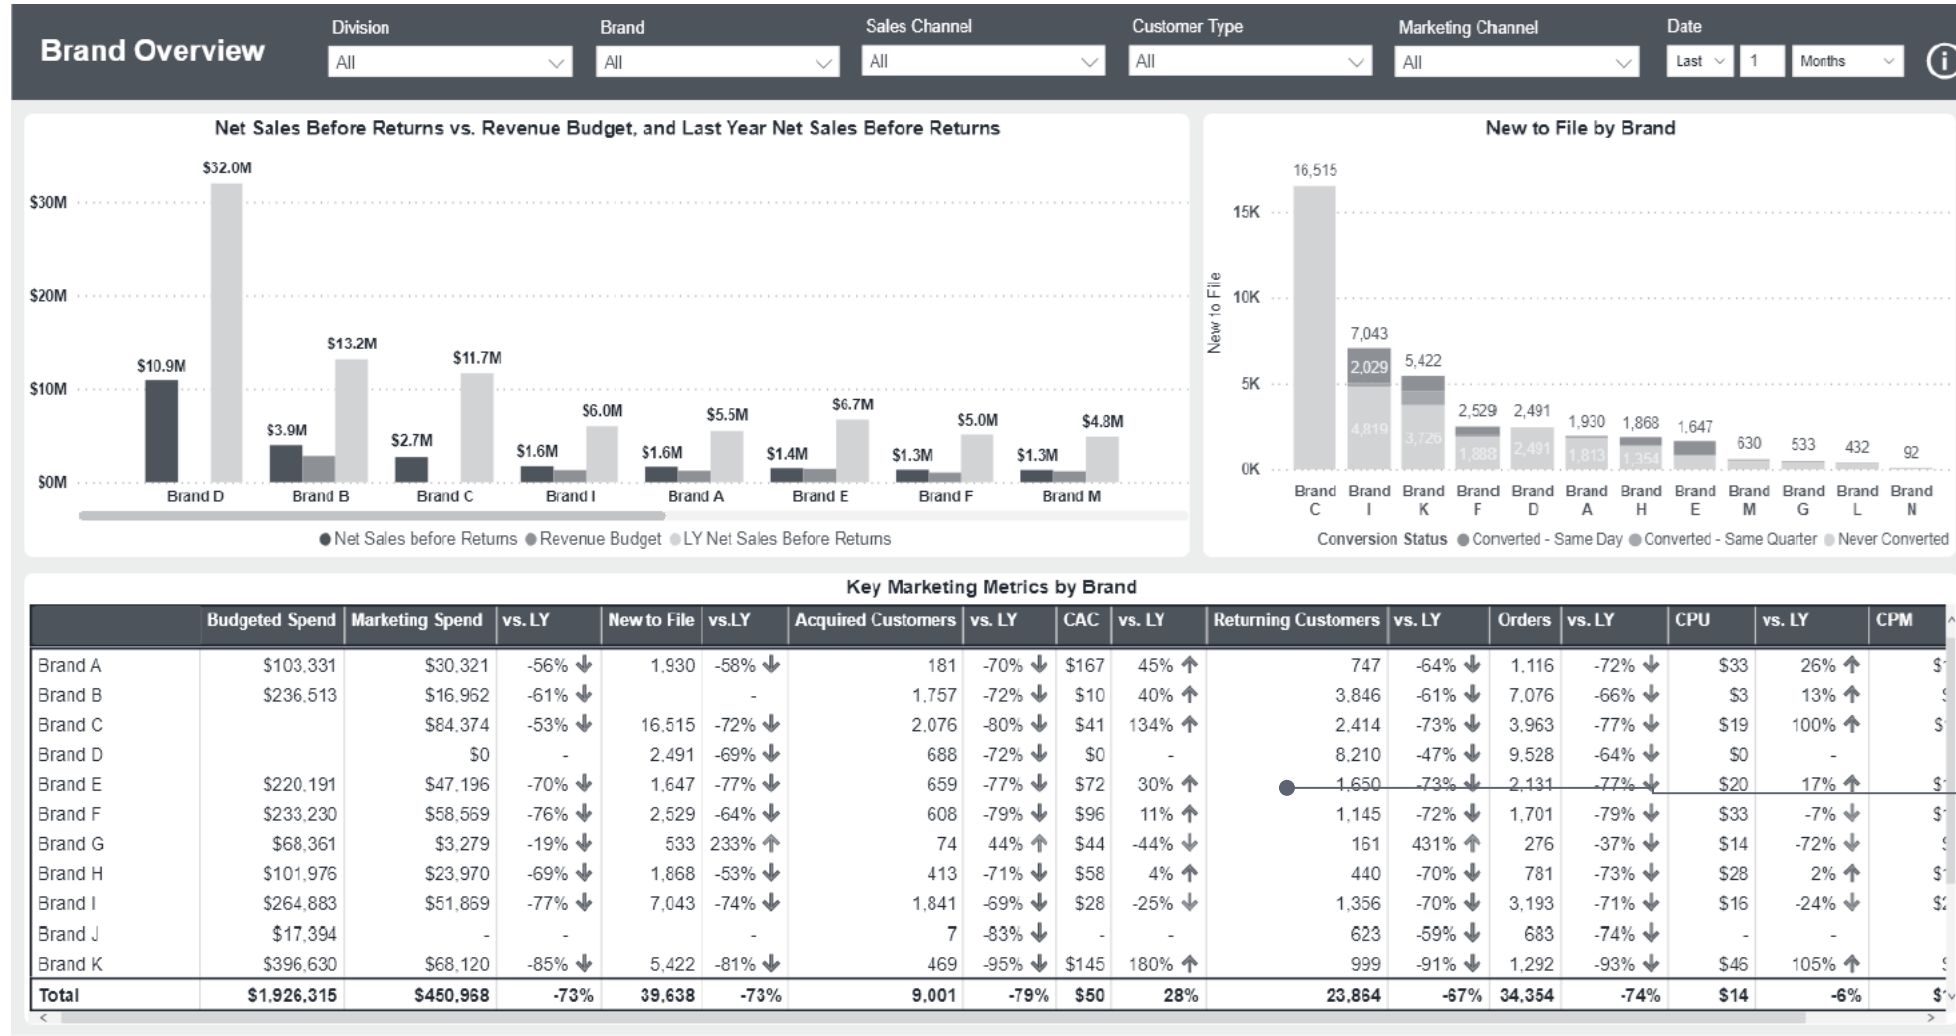 Brand Overview
Division
Brand
Sales Channel
Customer Type
Marketing Channel
Date
All
All
All
All
All
Last
1
Months
i
Net Sales Before Returns vs. Revenue Budget, and Last Year Net Sales Before Returns
$30M
$20M
$10M
$0M
$10.9M
$32.0M
$3.9M
$13.2M
$2.7M
$11.7M
$1.6M
$6.0M
$1.6M
$5.5M
$1.4M
$6.7M
$1.3M
$5.0M
$1.3M
$4.8M
Brand D Brand B Brand C Brand I Brand A Brand E Brand F Brand M
Net Sales before Returns Revenue Budget LY Net Sales Before Returns
New to File by Brand
New to File
15K
10K
5K
0K
16,515
7,043
2,029
4,819
5,422
3,726
2,529
1,888
2,491
2,491
1,930
1,813
1,868
1,354
1,647
630
533
432
92
Brand Brand Brand Brand Brand Brand Brand Brand Brand Brand Brand Brand
C I K F D A H E M G L N
Conversion Status Converted - Same Day Converted - Same Quarter Never Converted
Key Marketing Metrics by Brand
Budgeted Spend Marketing Spend vs. LY New to File vs.LY Acquired Customers vs. LY CAC vs. LY Returning Customers vs. LY Orders vs. LY CPU vs. LY CPM
Brand A $103,331 $30,321 -56% 1,930 -58% 181 -70% $167 45% 747 -64% 1,116 -72% $33 26%
Brand B $236,513 $16,962 -61% - 1,757 -72% $10 40% 3,846 -61% 7,076 -66% $3 13%
Brand C $84,374 -53% 16,515 -72% 2,076 -80% $41 134% 2,414 -73% 3,963 -77% $19 100%
Brand D $0 - 2,491 -69% 688 -72% $0 - 8,210 -47% 9,528 -64% $0 -
Brand E $220,191 $47,196 -70% 1,647 -77% 659 -77% $72 30% 1,650 -73% 2,131 -77% $20 17%
Brand F $233,230 $58,569 -76% 2,529 -64% 608 -79% $96 11% 1,145 -72% 1,701 -79% $33 -7%
Brand G $68,361 $3,279 -19% 533 233% 74 44% $44 -44% 161 431% 276 -37% $14 -72%
Brand H $101,976 $23,970 -69% 1,868 -53% 413 -71% $58 4% 440 -70% 781 -73% $28 2%
Brand I $264,883 $51,869 -77% 7,043 -74% 1,841 -69% $28 -25% 1,356 -70% 3,193 -71% $16 -24%
Brand J $17,394 - - - 7 -83% - - 623 -59% 683 -74% - -
Brand K $396,630 $68,120 -85% 5,422 -81% 469 -95% $145 180% 999 -91% 1,292 -93% $46 105%
Total $1,926,315 $450,968 -73% 39,638 -73% 9,001 -79% $50 28% 23,864 -67% 34,354 -74% $14 -6%